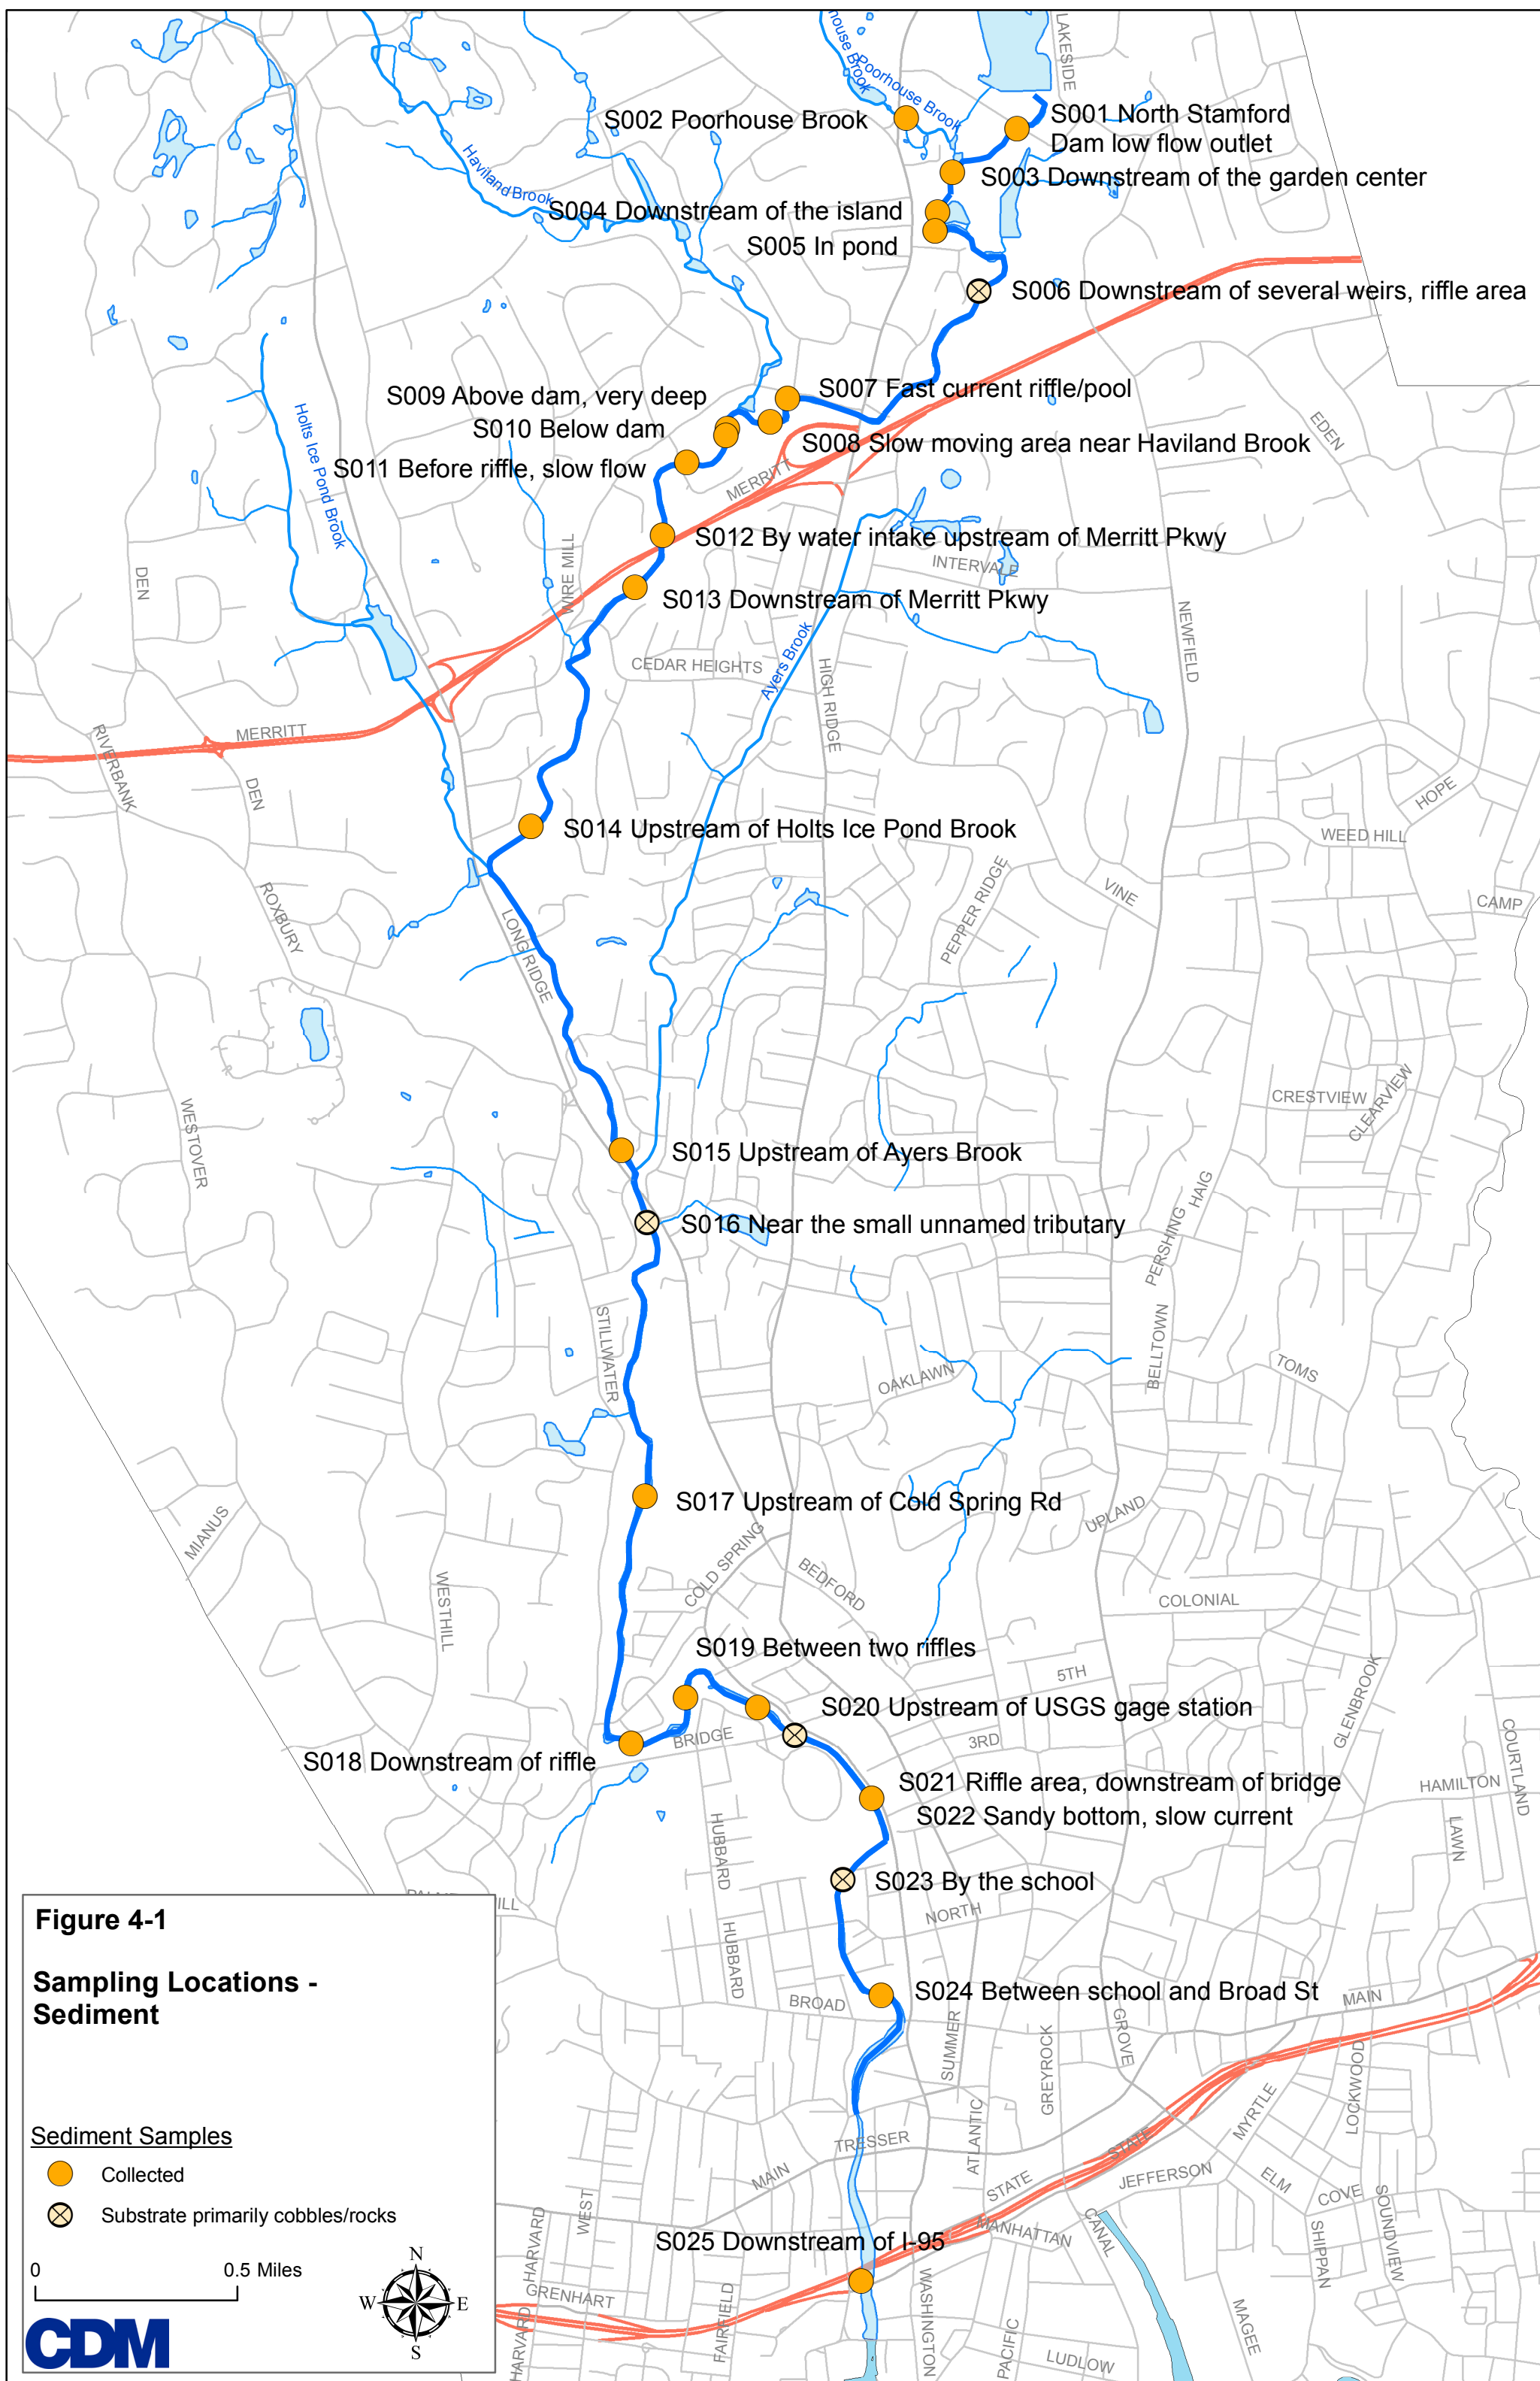 house Brook
Poorhouse Brook
LAKESIDE
S002 Poorhouse Brook
S001 North Stamford
Dam low flow outlet
Haviland Brook
S003 Downstream of the garden center
S004 Downstream of the island
S005 In pond
S006 Downstream of several weirs, riffle area
S009 Above dam, very deep
S007 Fast current riffle/pool
S010 Below dam
S008 Slow moving area near Haviland Brook
S011 Before riffle, slow flow
EDEN
Holts Ice Pond Brook
MERRITT
S012 By water intake upstream of Merritt Pkwy
INTERVALE
DEN
WIRE MILL
S013 Downstream of Merritt Pkwy
NEWFIELD
CEDAR HEIGHTS
Ayers Brook
HIGH RIDGE
MERRITT
RIVERBANK
DEN
HOPE
S014 Upstream of Holts Ice Pond Brook
WEED HILL
PEPPER RIDGE
VINE
CAMP
ROXBURY
LONG RIDGE
CRESTVIEW
CLEARVIEW
WESTOVER
S015 Upstream of Ayers Brook
HAIG
S016 Near the small unnamed tributary
PERSHING
STILLWATER
BELLTOWN
OAKLAWN
TOMS
S017 Upstream of Cold Spring Rd
MIANUS
UPLAND
COLD SPRING
BEDFORD
WESTHILL
COLONIAL
S019 Between two riffles
5TH
GLENBROOK
S020 Upstream of USGS gage station
BRIDGE
3RD
COURTLAND
S018 Downstream of riffle
S021 Riffle area, downstream of bridge
HAMILTON
S022 Sandy bottom, slow current
HUBBARD
LAWN
S023 By the school
ILL
NORTH
HUBBARD
S024 Between school and Broad St
BROAD
MAIN
SUMMER
GREYROCK
GROVE
LOCKWOOD
MYRTLE
TRESSER
ATLANTIC
STATE
MAIN
STATE
JEFFERSON
ELM
COVE
SOUNDVIEW
WEST
HARVARD
MANHATTAN
CANAL
SHIPPAN
S025 Downstream of I-95
GRENHART
HARVARD
FAIRFIELD
WASHINGTON
PACIFIC
LUDLOW
MAGEE
Figure 4-1
Sampling Locations -
Sediment
Sediment Samples
Collected
Substrate primarily cobbles/rocks
0 0.5 Miles
N
W E
S
CDM